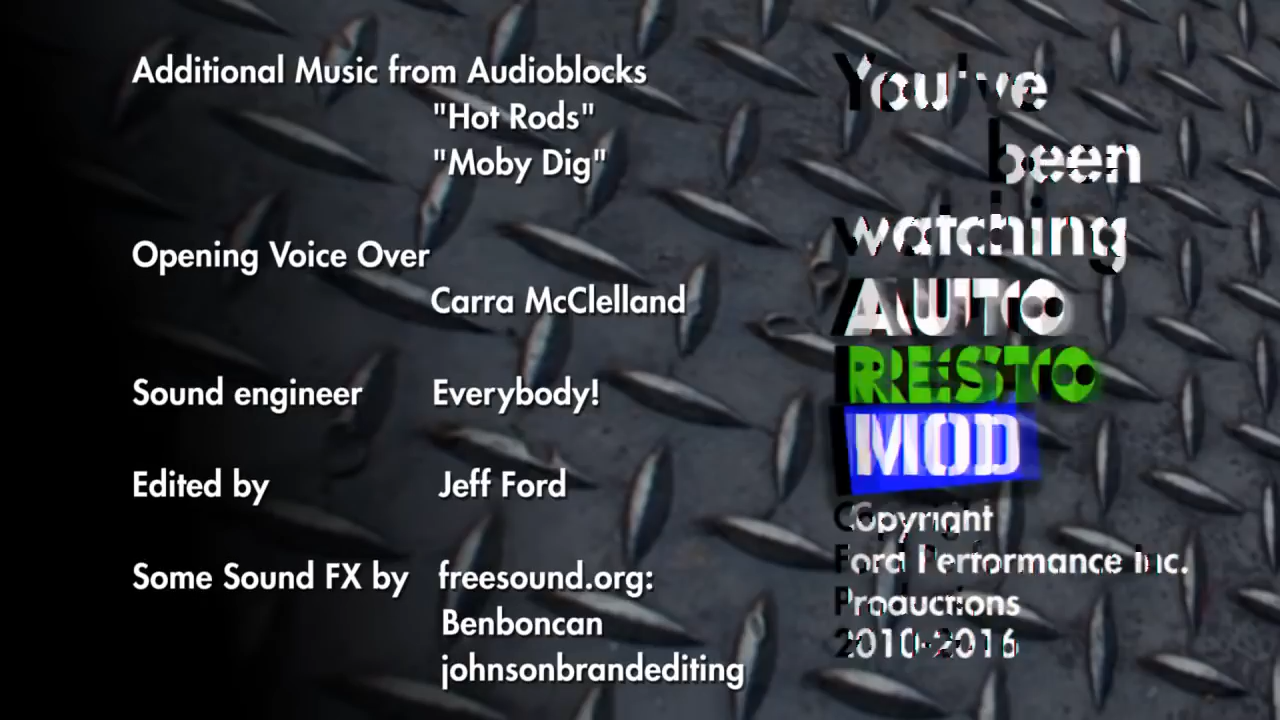 Additional Music from Audioblocks
"Hot Rods"
"Moby Dig"
Opening Voice Over
Carra McClelland
Sound engineer Everybody!
Edited by Jeff Ford
Some Sound FX by freesound.org:
Benboncan
johnsonbrandediting
You've
been
watching
AUTO
RESTO
MOD
Copyright
Ford Performance Inc.
Productions
2010-2016